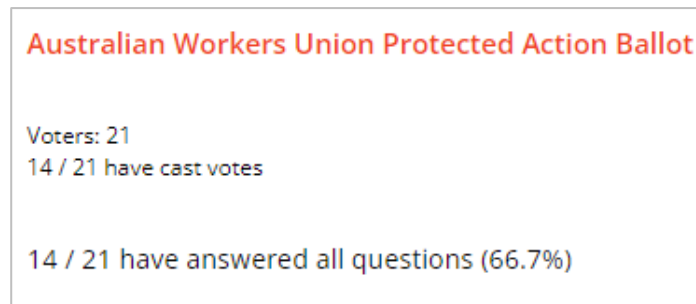 Australian Workers Union Protected Action Ballot
Voters: 21
14 / 21 have cast votes
14 / 21 have answered all questions (66.7%)